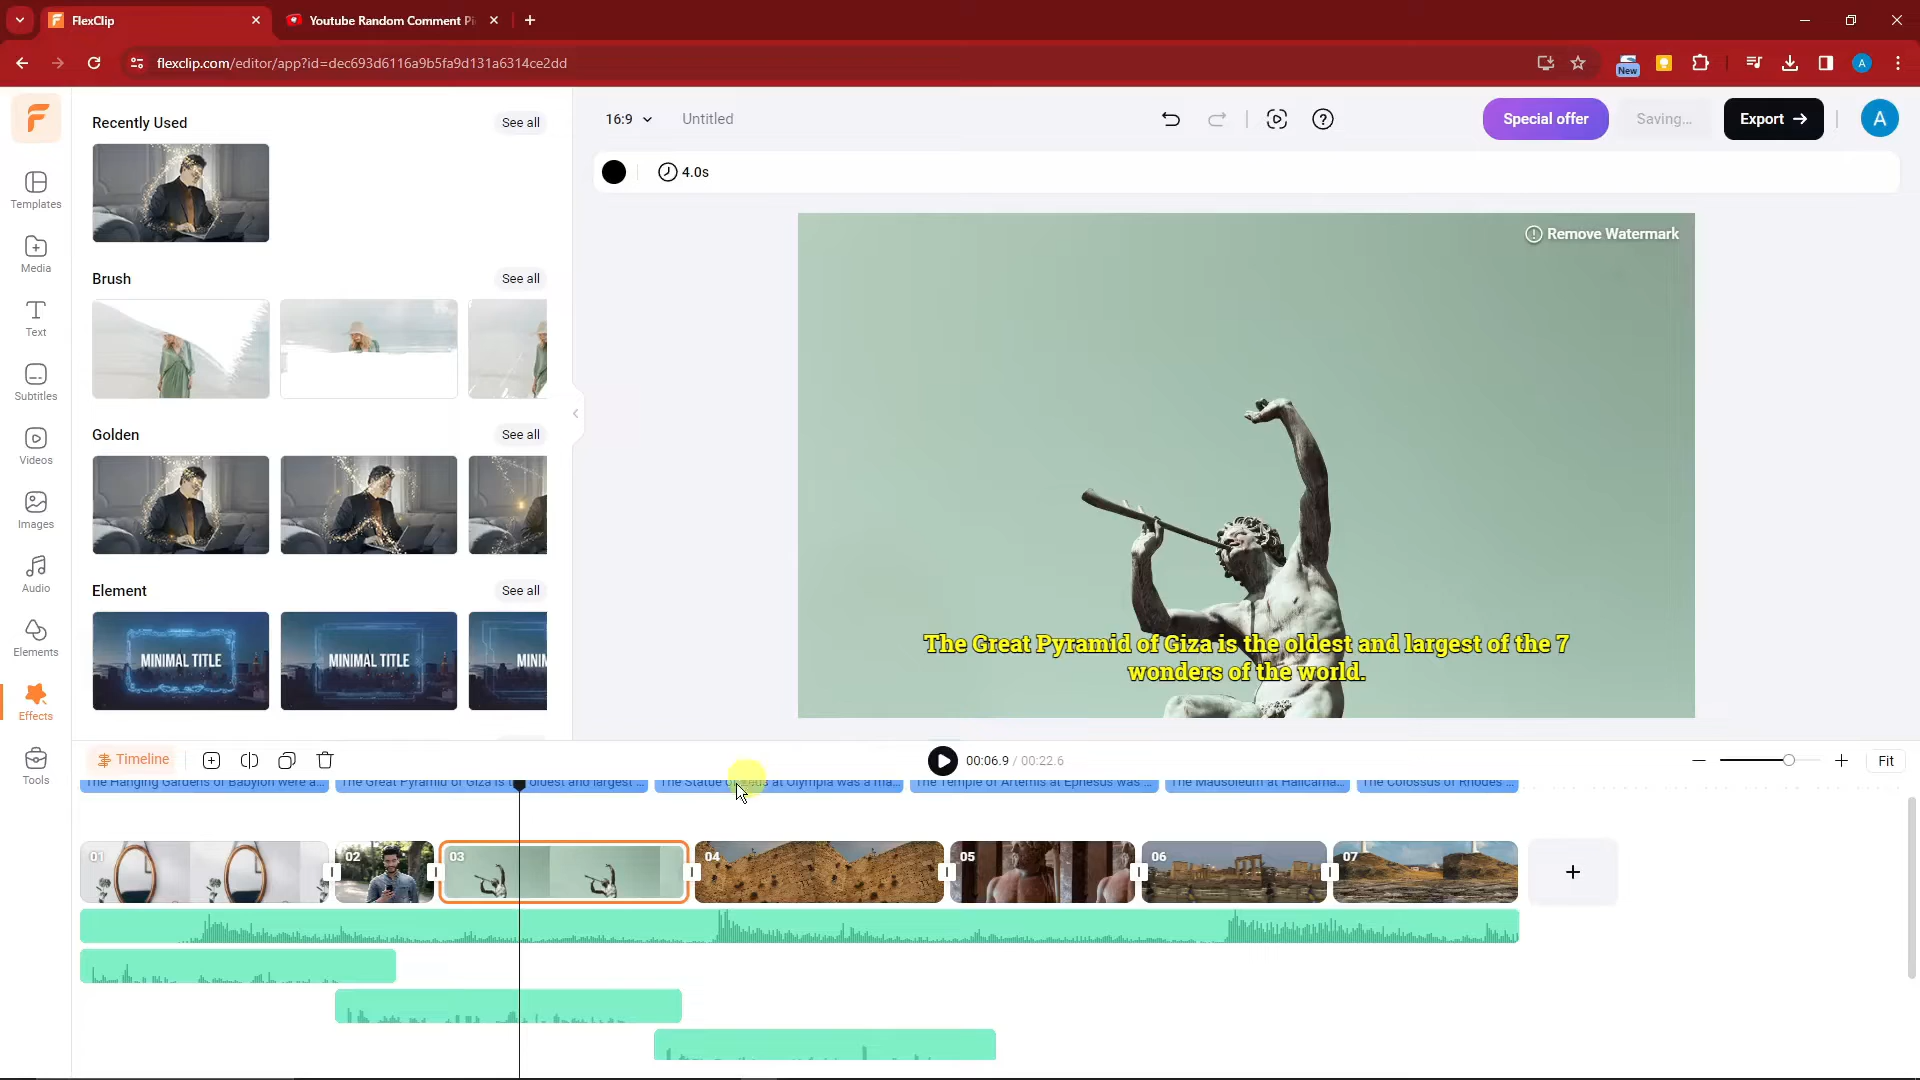 FlexClip
Youtube Random Comment Pi
flexclip.com/editor/app?id=dec693d6116a9b5fa9d131a6314ce2dd
New
A
Templates
Media
Text
Subtitles
Videos
Images
Audio
Elements
Effects
Tools
Recently Used
See all
Brush
See all
Golden
See all
Element
See all
MINIMAL TITLE
MINIMAL TITLE
MINIM
16:9
Untitled
Special offer
Saving...
Export
A
4.0s
Remove Watermark
The Great Pyramid of Giza is the oldest and largest of the 7
wonders of the world.
Timeline
00:06.9 / 00:22.6
Fit
The Hanging Gardens of Babylon were a...
The Great Pyramid of Giza is oldest and largest ...
The Statue of Zeus at Olympia was a ma...
The Temple of Artemis at Ephesus was ...
The Mausoleum at Halicarna...
The Colossus of Rhodes ...
01
02
03
04
05
06
07